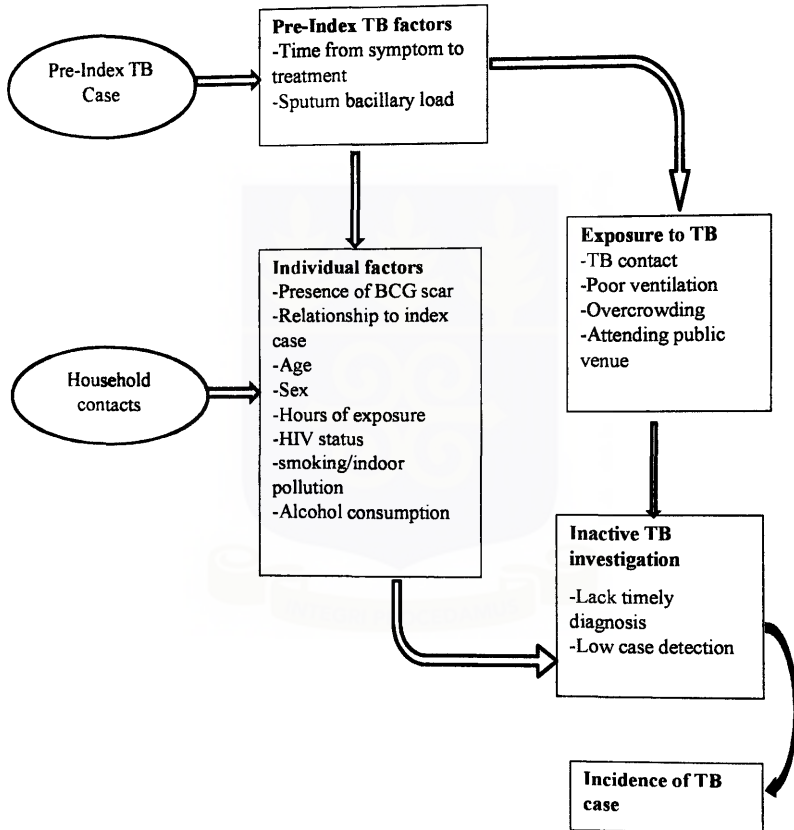 Pre-Index TB
Case
Pre-Index TB factors
-Time from symptom to
treatment
-Sputum bacillary load
Exposure to TB
-TB contact
-Poor ventilation
-Overcrowding
-Attending public
venue
Household
contacts
Individual factors
-Presence of BCG scar
-Relationship to index
case
-Age
-Sex
-Hours of exposure
-HIV status
-smoking/indoor
pollution
-Alcohol consumption
Inactive TB
investigation
-Lack timely
diagnosis
-Low case detection
Incidence of TB
case